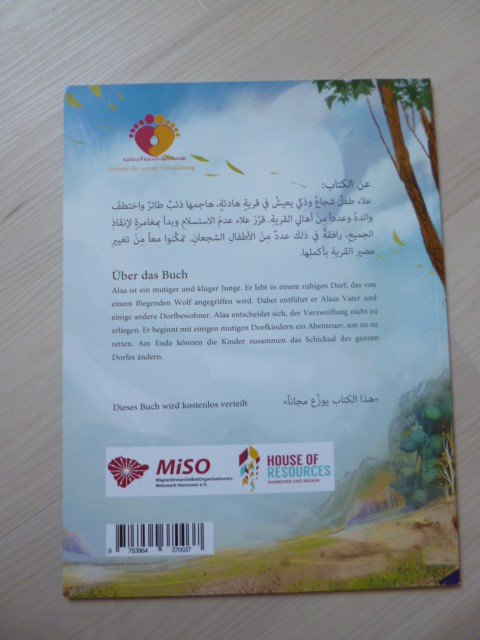 Schritte für soziale Entwicklung
عن الكتاب:
علاء طفلٌ شجاعٌ وذكي يعيشُ في قريةٍ هادئةٍ، هاجمها ذئبٌ طائرٌ واختطفَ
والدهُ وعدداً مِنْ أهالي القريةِ. قرّرَ علاء عدمَ الاستسلامِ وبدأ بمغامرةٍ لإنقاذِ
الجميعِ، رافقهُ في ذلكَ عددٌ مِنَ الأطفالِ الشجعان، تمكّنوا معاً مِنْ تغييرِ
مصيرِ القريةِ بأكملها.
Über das Buch
Alaa ist ein mutiger und kluger Junge. Er lebt in einem ruhigen Dorf, das von
einem fliegenden Wolf angegriffen wird. Dabei entführt er Alaas Vater und
einige andere Dorfbewohner. Alaa entscheidet sich, der Verzweiflung nicht zu
erliegen. Er beginnt mit einigen mutigen Dorfkindern ein Abenteuer, um sie zu
retten. Am Ende können die Kinder zusammen das Schicksal des ganzen
Dorfes ändern.
Dieses Buch wird kostenlos verteilt
«هذا الكتاب يوزَّع مجاناً»
MiSO
MigrantInnenSelbstOrganisationen-
Netzwerk Hannover e.V.
HOUSE OF
RESOURCES
HANNOVER UND REGION
9 783964 370037